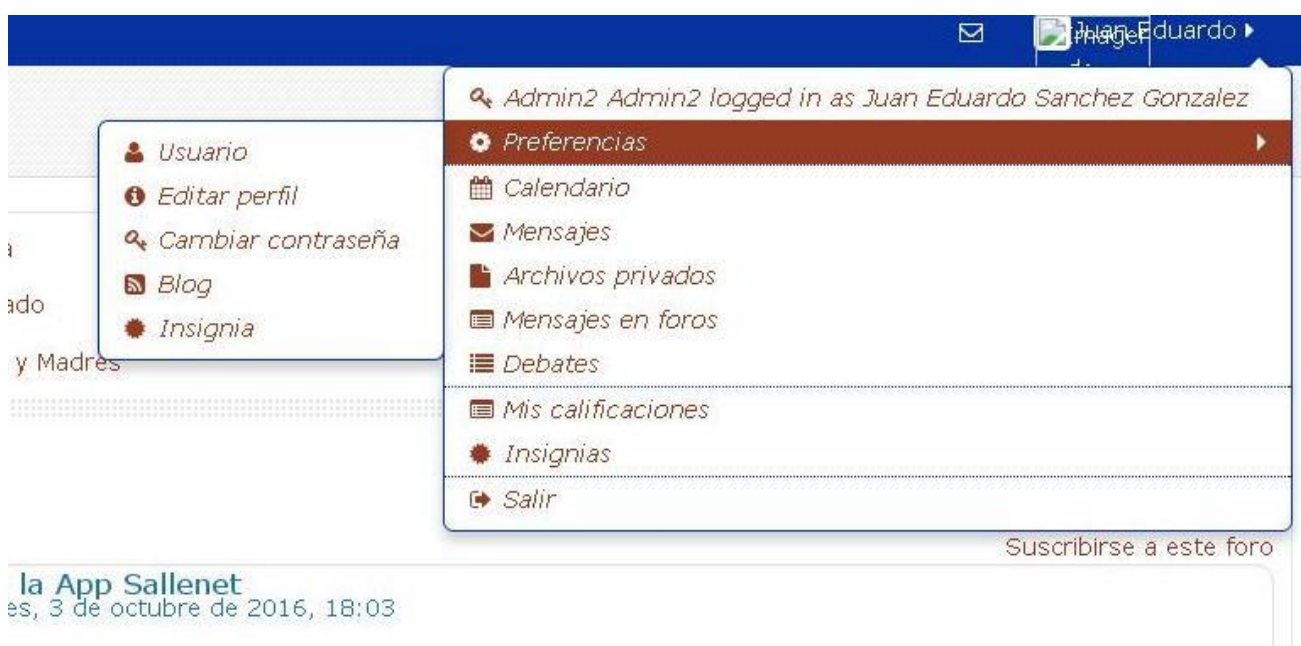 Juan Eduardo
Admin2 Admin2 logged in as Juan Eduardo Sanchez Gonzalez
Preferencias
Usuario
Editar perfil
Cambiar contraseña
Blog
Insignia
Calendario
Mensajes
Archivos privados
Mensajes en foros
Debates
Mis calificaciones
Insignias
Salir
y Madres
Suscribirse a este foro
la App Sallenet
es, 3 de octubre de 2016, 18:03